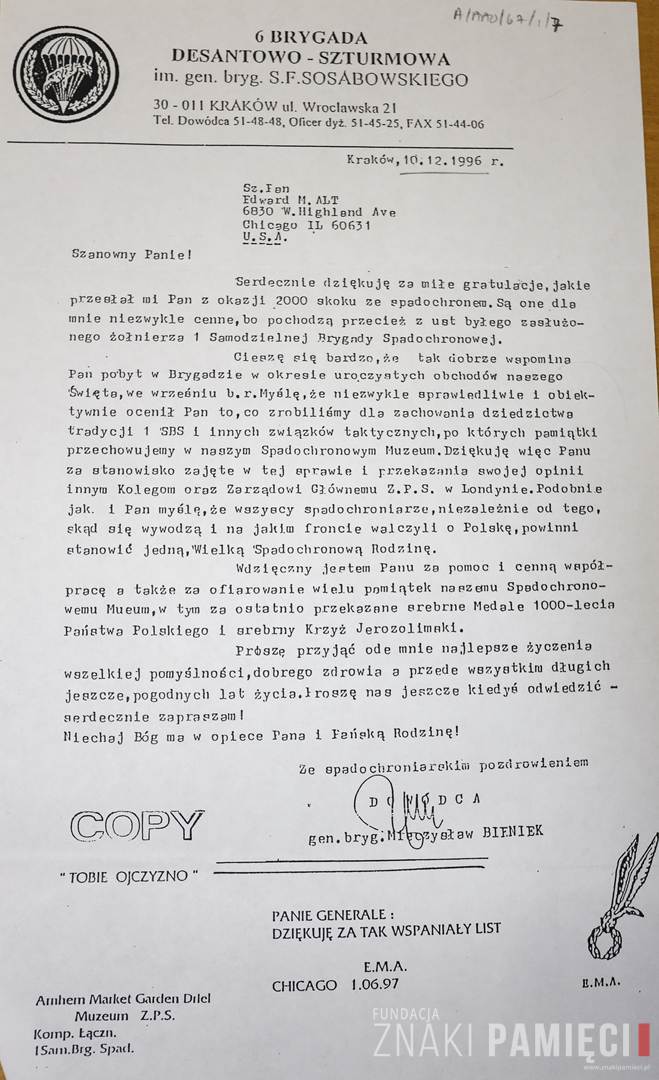 A/AAD/67/1/7
6 BRYGADA
DESANTOWO - SZTURMOWA
im. gen. bryg. S.F.SOSABOWSKIEGO
30 - 011 KRAKÓW ul. Wrocławska 21
Tel. Dowódca 51-48-48, Oficer dyż. 51-45-25, FAX 51-44-06
Kraków, 10.12.1996 r.
Sz.Pan
Edward M.ALT
6830 W.Highland Ave
Chicago IL 60631
U.S.A.
Szanowny Panie!
Serdecznie dziękuję za miłe gratulacje,jakie
przesłał mi Pan z okazji 2000 skoku ze spadochronem.Są one dla
mnie niezwykle cenne,bo pochodzą przecież z ust byłego zasłużo-
nego żołnierza 1 Samodzielnej Brygady Spadochronowej.
Cieszę się bardzo,że tak dobrze wspomina
Pan pobyt w Brygadzie w okresie uroczystych obchodów naszego
Święta,we wrześniu b.r.Myślę,że niezwykle sprawiedliwie i obiek-
tywnie ocenił Pan to,co zrobiliśmy dla zachowania dziedzictwa
tradycji 1 SBS i innych związków taktycznych,po których pamiątki
przechowujemy w naszym Spadochronowym Muzeum.Dziękuję więc Panu
za stanowisko zajęte w tej sprawie i przekazania swojej opinii
innym Kolegom oraz Zarządowi Głównemu Z.P.S. w Londynie.Podobnie
jak. i Pan myślę,że wszyscy spadochroniarze,niezależnie od tego,
skąd się wywodzą i na jakim froncie walczyli o Polskę,powinni
stanowić jedną,Wielką Spadochronową Rodzinę.
Wdzięczny jestem Panu za pomoc i cenną współ-
pracę a także za ofiarowanie wielu pamiątek naszemu Spadochrono-
wemu Mueum,w tym za ostatnio przekazane srebrne Medale 1000-lecia
Państwa Polskiego i srebrny Krzyż Jerozolimski.
Proszę przyjąć ode mnie najlepsze życzenia
wszelkiej pomyślności,dobrego zdrowia a przede wszystkim długich
jeszcze,pogodnych lat życia.Proszę nas jeszcze kiedyś odwiedzić -
serdecznie zapraszam!
Niechaj Bóg ma w opiece Pana i Pańską Rodzinę!
Ze spadochroniarskim pozdrowieniem
D O W Ó D C A
gen.bryg.Mieczysław BIENIEK
COPY
"TOBIE OJCZYZNO"
PANIE GENERALE :
DZIĘKUJĘ ZA TAK WSPANIAŁY LIST
E.M.A.
CHICAGO 1.06.97
E.M.A.
Arnhem Market Garden Driel
Muzeum Z.P.S.
Komp. Łączn.
1Sam.Brg. Spad.
FUNDACJA
ZNAKI PAMIĘCI
www.znakipamieci.pl